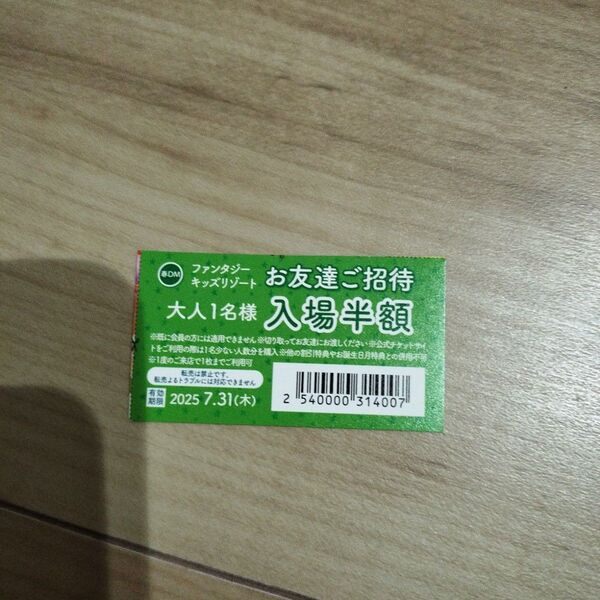 春DM ファンタジーキッズリゾート お友達ご招待
大人1名様 入場半額
※既に会員の方には適用できません※切り取ってお友達にお渡しください※公式チケットサイ
トをご利用の際は1名少ない人数分を購入※他の割引特典やお誕生日月特典との併用不可
※1度のご来店で1枚までご利用可
転売は禁止です。
転売よるトラブルには対応できません
有効期限 2025 7.31(木)
2 540000 314007